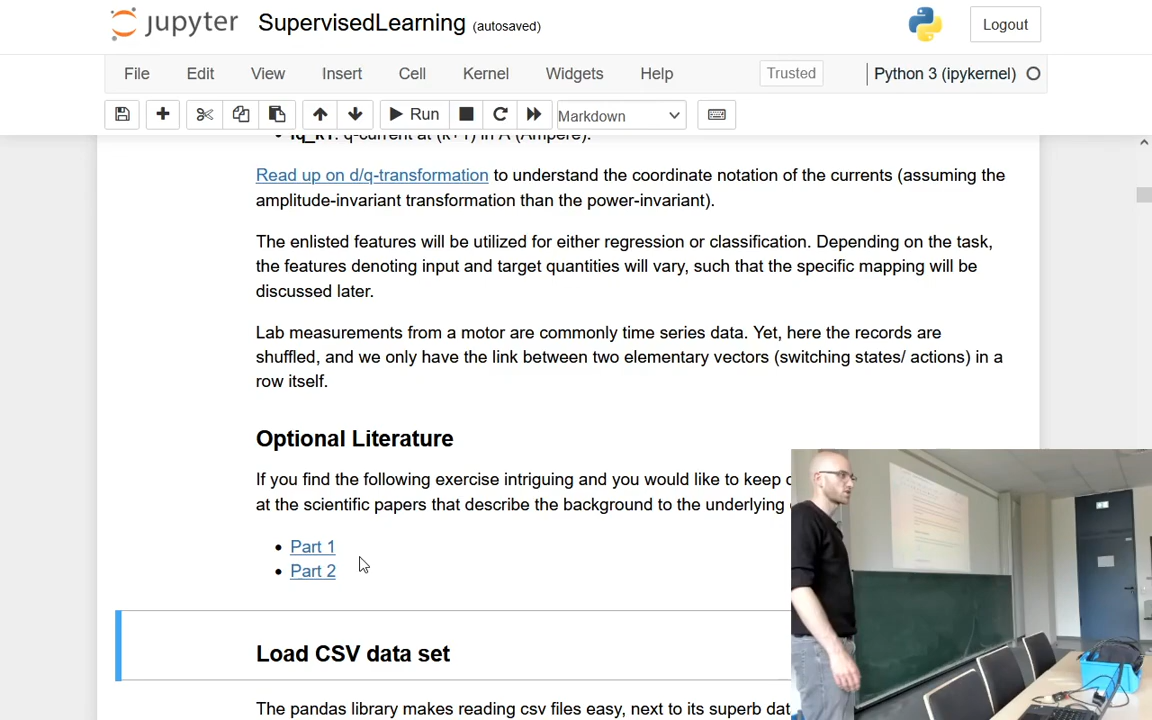 jupyter SupervisedLearning (autosaved)
Logout
File Edit View Insert Cell Kernel Widgets Help Trusted Python 3 (ipykernel)
Run Markdown
Iq_k1: q-current at (k+1) in A (Ampere).
Read up on d/q-transformation to understand the coordinate notation of the currents (assuming the
amplitude-invariant transformation than the power-invariant).
The enlisted features will be utilized for either regression or classification. Depending on the task,
the features denoting input and target quantities will vary, such that the specific mapping will be
discussed later.
Lab measurements from a motor are commonly time series data. Yet, here the records are
shuffled, and we only have the link between two elementary vectors (switching states/ actions) in a
row itself.
Optional Literature
If you find the following exercise intriguing and you would like to keep
at the scientific papers that describe the background to the underlying
Part 1
Part 2
Load CSV data set
The pandas library makes reading csv files easy, next to its superb